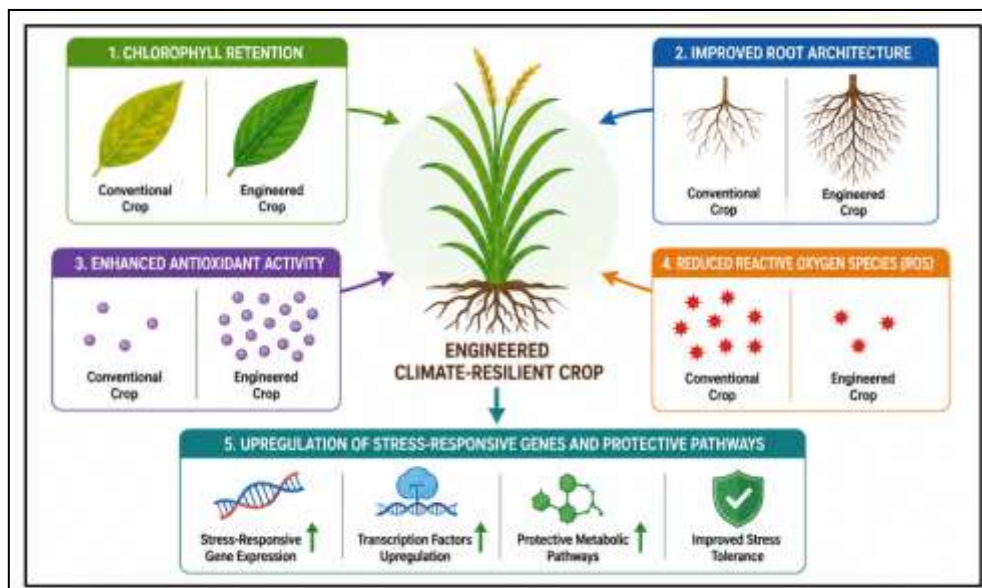 1. CHLOROPHYLL RETENTION
Conventional
Crop
Engineered
Crop
2. IMPROVED ROOT ARCHITECTURE
Conventional
Crop
Engineered
Crop
3. ENHANCED ANTIOXIDANT ACTIVITY
Conventional
Crop
Engineered
Crop
4. REDUCED REACTIVE OXYGEN SPECIES (ROS)
Conventional
Crop
Engineered
Crop
ENGINEERED
CLIMATE-RESILIENT CROP
5. UPREGULATION OF STRESS-RESPONSIVE GENES AND PROTECTIVE PATHWAYS
Stress-Responsive
Gene Expression
Transcription Factors
Upregulation
Protective Metabolic
Pathways
Improved Stress
Tolerance